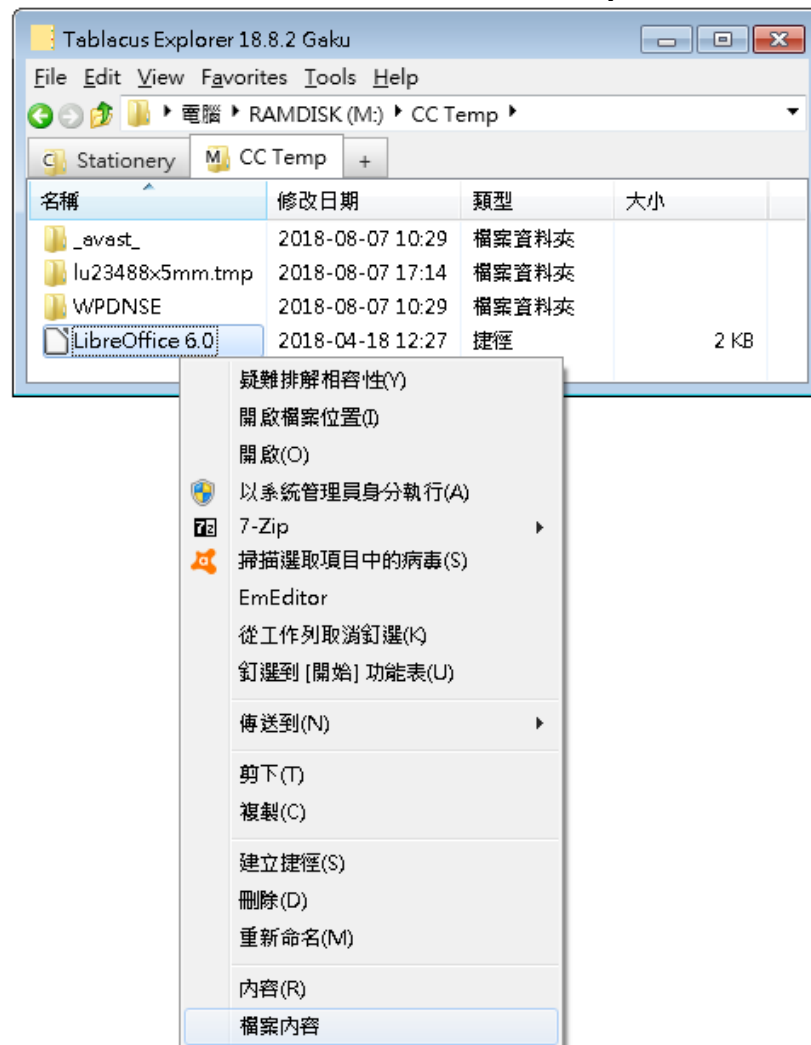 Tablacus Explorer 18.8.2 Gaku
File Edit View Favorites Tools Help
電腦 RAMDISK (M:) CC Temp
C Stationery M CC Temp +
名稱 修改日期 類型 大小
_avast_ 2018-08-07 10:29 檔案資料夾
lu23488x5mm.tmp 2018-08-07 17:14 檔案資料夾
WPDNSE 2018-08-07 10:29 檔案資料夾
LibreOffice 6.0 2018-04-18 12:27 捷徑 2 KB
疑難排解相容性(Y)
開啟檔案位置(I)
開啟(O)
以系統管理員身分執行(A)
7z 7-Zip
掃描選取項目中的病毒(S)
EmEditor
從工作列取消釘選(K)
釘選到 [開始] 功能表(U)
傳送到(N)
剪下(T)
複製(C)
建立捷徑(S)
刪除(D)
重新命名(M)
內容(R)
檔案內容